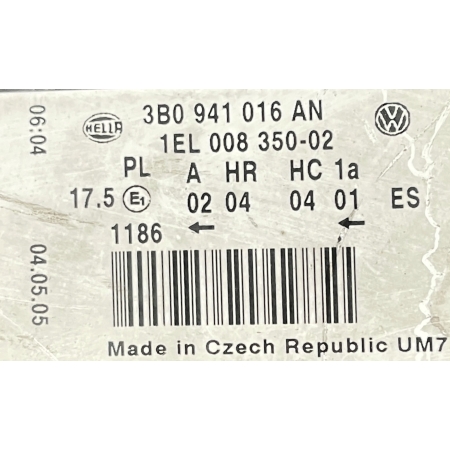 06:04
04.05.05
HELLA
3B0 941 016 AN
VW
1EL 008 350-02
PL A HR HC 1a
17.5 E1 02 04 04 01 ES
1186
Made in Czech Republic UM7